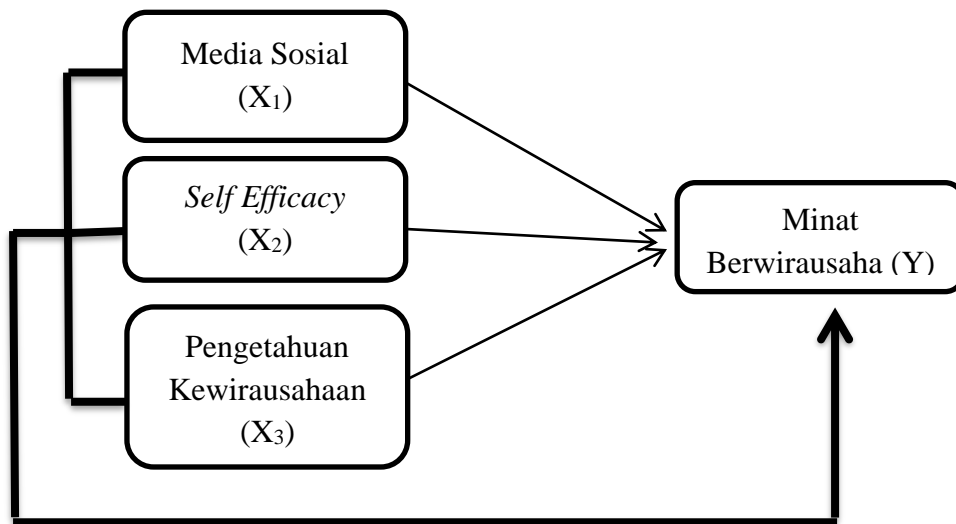 Media Sosial
(X₁)
Self Efficacy
(X₂)
Pengetahuan
Kewirausahaan
(X₃)
Minat
Berwirausaha (Y)